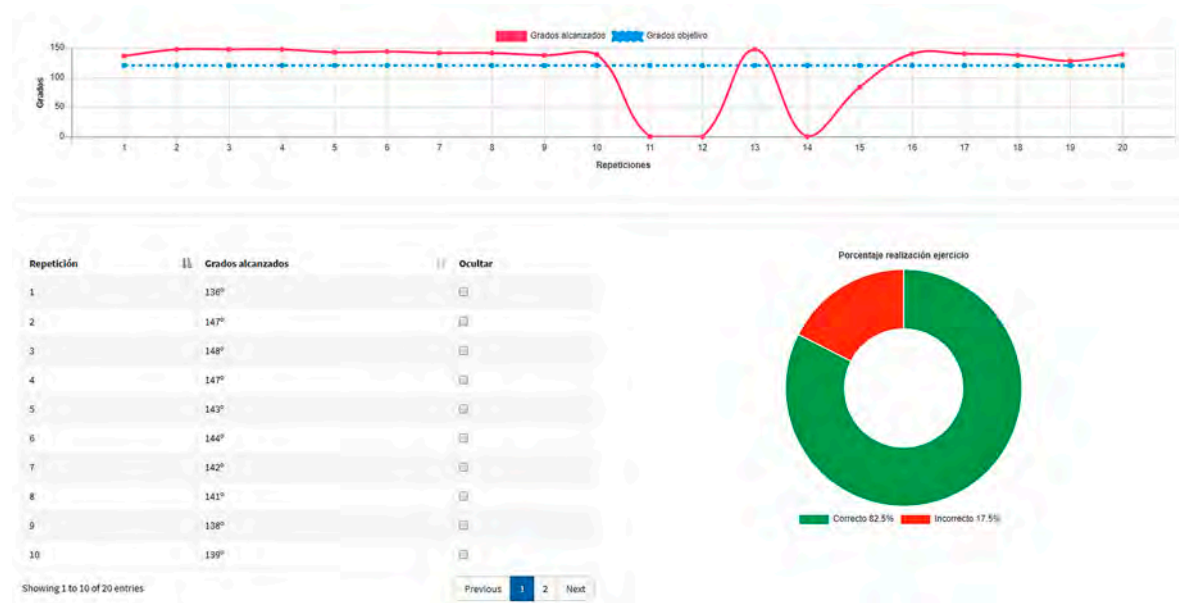 Grados alcanzados Grados objetivo
150
100
50
0
Grados
1 2 3 4 5 6 7 8 9 10 11 12 13 14 15 16 17 18 19 20
Repeticiones
Repetición Grados alcanzados Ocultar
1 136º
2 147º
3 148º
4 147º
5 143º
6 144º
7 142º
8 141º
9 138º
10 139º
Showing 1 to 10 of 20 entries
Previous 1 2 Next
Porcentaje realización ejercicio
Correcto 82.5% Incorrecto 17.5%